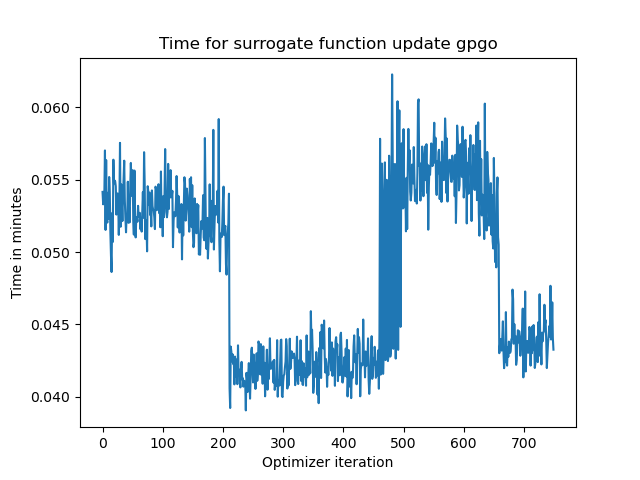 Time for surrogate function update gpgo
0.060
0.055
0.050
0.045
0.040
Time in minutes
0 100 200 300 400 500 600 700
Optimizer iteration